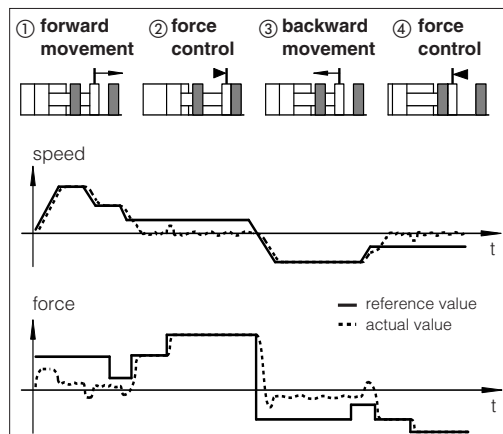 ① forward movement
② force control
③ backward movement
④ force control
speed
t
force
reference value
actual value
t